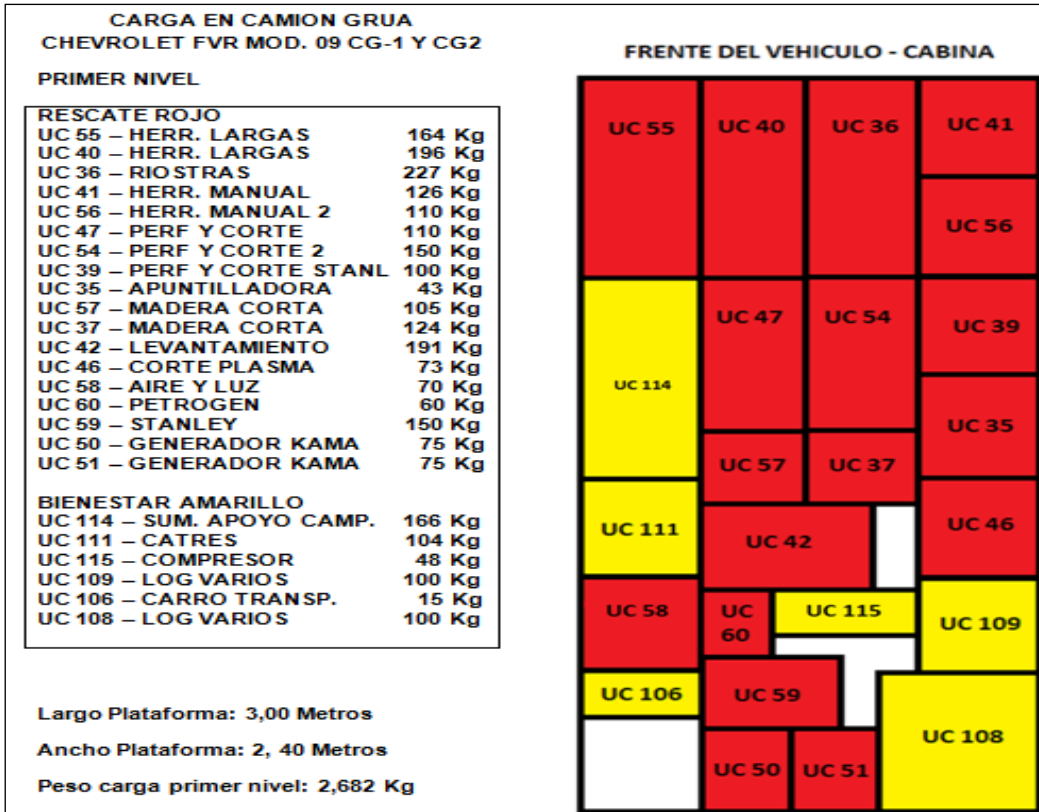 CARGA EN CAMION GRUA
CHEVROLET FVR MOD. 09 CG-1 Y CG2
PRIMER NIVEL
RESCATE ROJO
UC 55 – HERR. LARGAS 164 Kg
UC 40 – HERR. LARGAS 196 Kg
UC 36 – RIOSTRAS 227 Kg
UC 41 – HERR. MANUAL 126 Kg
UC 56 – HERR. MANUAL 2 110 Kg
UC 47 – PERF Y CORTE 110 Kg
UC 54 – PERF Y CORTE 2 150 Kg
UC 39 – PERF Y CORTE STANL 100 Kg
UC 35 – APUNTILLADORA 43 Kg
UC 57 – MADERA CORTA 105 Kg
UC 37 – MADERA CORTA 124 Kg
UC 42 – LEVANTAMIENTO 191 Kg
UC 46 – CORTE PLASMA 73 Kg
UC 58 – AIRE Y LUZ 70 Kg
UC 60 – PETROGEN 60 Kg
UC 59 – STANLEY 150 Kg
UC 50 – GENERADOR KAMA 75 Kg
UC 51 – GENERADOR KAMA 75 Kg
BIENESTAR AMARILLO
UC 114 – SUM. APOYO CAMP. 166 Kg
UC 111 – CATRES 104 Kg
UC 115 – COMPRESOR 48 Kg
UC 109 – LOG VARIOS 100 Kg
UC 106 – CARRO TRANSP. 15 Kg
UC 108 – LOG VARIOS 100 Kg
Largo Plataforma: 3,00 Metros
Ancho Plataforma: 2, 40 Metros
Peso carga primer nivel: 2,682 Kg
FRENTE DEL VEHICULO - CABINA
UC 55
UC 40
UC 36
UC 41
UC 56
UC 114
UC 47
UC 54
UC 39
UC 35
UC 57
UC 37
UC 111
UC 42
UC 46
UC 58
UC
60
UC 115
UC 109
UC 106
UC 59
UC 108
UC 50
UC 51